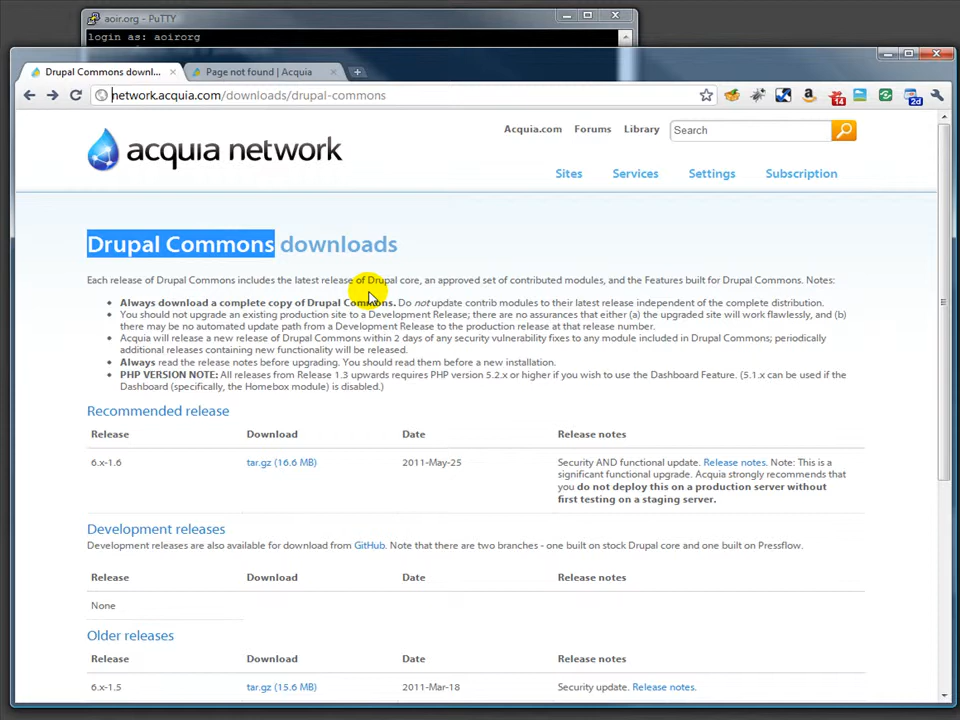 aoir.org - PuTTY
login as: aoirorg
Drupal Commons downl...
Page not found | Acquia
network.acquia.com/downloads/drupal-commons
14
2d
Acquia.com Forums Library Search
acquia network
Sites Services Settings Subscription
Drupal Commons downloads
Each release of Drupal Commons includes the latest release of Drupal core, an approved set of contributed modules, and the Features built for Drupal Commons. Notes:
Always download a complete copy of Drupal Commons. Do not update contrib modules to their latest release independent of the complete distribution.
You should not upgrade an existing production site to a Development Release; there are no assurances that either (a) the upgraded site will work flawlessly, and (b)
there may be no automated update path from a Development Release to the production release at that release number.
Acquia will release a new release of Drupal Commons within 2 days of any security vulnerability fixes to any module included in Drupal Commons; periodically
additional releases containing new functionality will be released.
Always read the release notes before upgrading. You should read them before a new installation.
PHP VERSION NOTE: All releases from Release 1.3 upwards requires PHP version 5.2.x or higher if you wish to use the Dashboard Feature. (5.1.x can be used if the
Dashboard (specifically, the Homebox module) is disabled.)
Recommended release
Release Download Date Release notes
6.x-1.6 tar.gz (16.6 MB) 2011-May-25 Security AND functional update. Release notes. Note: This is a
significant functional upgrade. Acquia strongly recommends that
you do not deploy this on a production server without
first testing on a staging server.
Development releases
Development releases are also available for download from GitHub. Note that there are two branches - one built on stock Drupal core and one built on Pressflow.
Release Download Date Release notes
None
Older releases
Release Download Date Release notes
6.x-1.5 tar.gz (15.6 MB) 2011-Mar-18 Security update. Release notes.